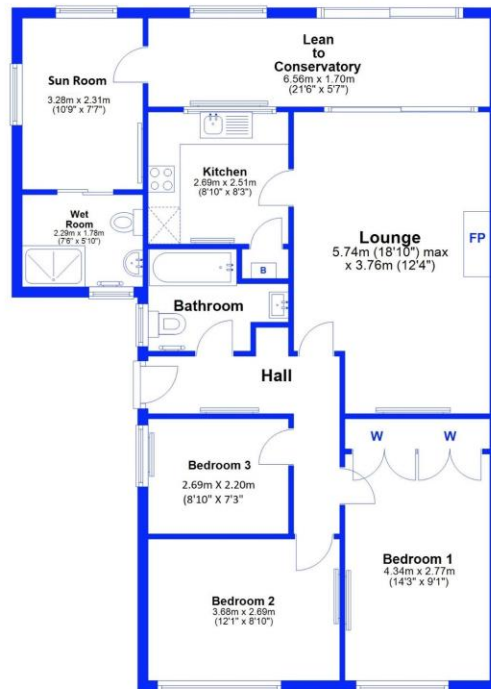 Lean
to
Conservatory
6.56m x 1.70m
(21'6" x 5'7")
Sun Room
3.28m x 2.31m
(10'9" x 7'7")
Kitchen
2.69m x 2.51m
(8'10" x 8'3")
Wet
Room
2.29m x 1.78m
(7'6" x 5'10")
Lounge
5.74m (18'10") max
x 3.76m (12'4")
FP
B
Bathroom
Hall
W W
Bedroom 3
2.69m X 2.20m
(8'10" X 7'3"
Bedroom 1
4.34m x 2.77m
(14'3" x 9'1")
Bedroom 2
3.68m x 2.69m
(12'1" x 8'10")